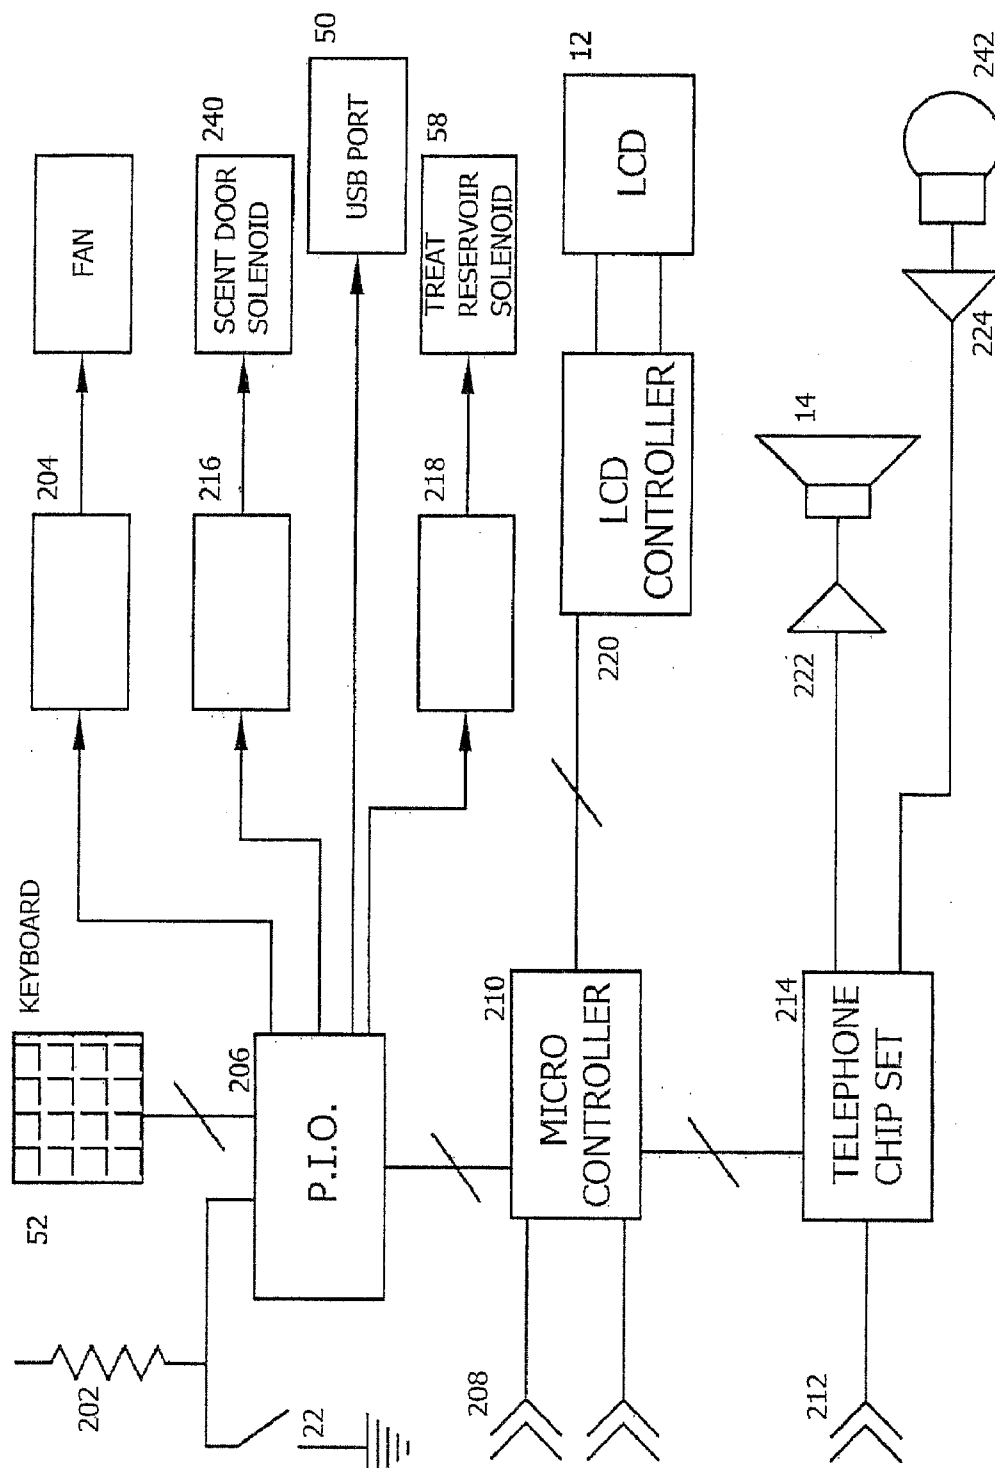 KEYBOARD
52
202
22
P.I.O.
206
204
FAN
216
SCENT DOOR
SOLENOID
240
USB PORT
50
218
TREAT
RESERVOIR
SOLENOID
58
208
MICRO
CONTROLLER
210
220
LCD
CONTROLLER
LCD
12
212
TELEPHONE
CHIP SET
214
222
14
224
242